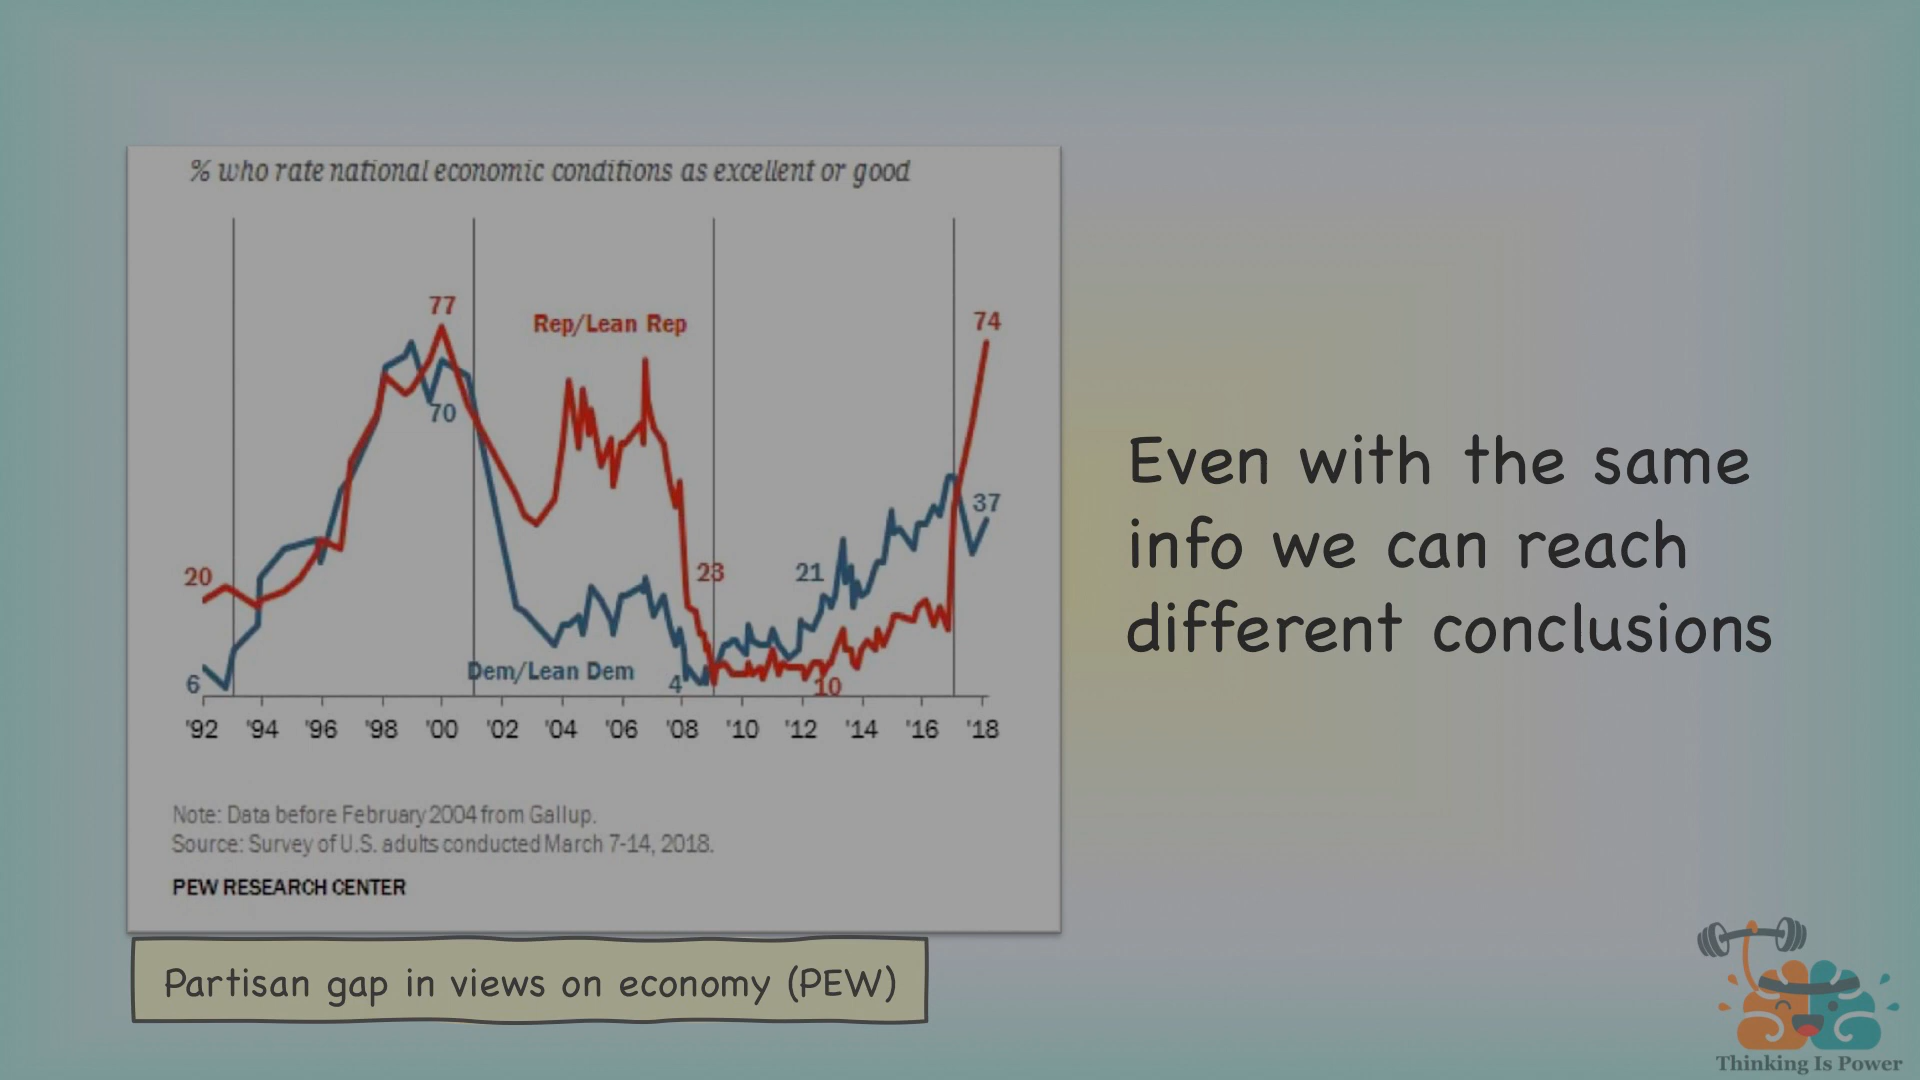 % who rate national economic conditions as excellent or good
77
Rep/Lean Rep
74
70
37
20
23
21
6
Dem/Lean Dem
4
10
'92 '94 '96 '98 '00 '02 '04 '06 '08 '10 '12 '14 '16 '18
Note: Data before February 2004 from Gallup.
Source: Survey of U.S. adults conducted March 7-14, 2018.
PEW RESEARCH CENTER
Partisan gap in views on economy (PEW)
Even with the same
info we can reach
different conclusions
Thinking Is Power